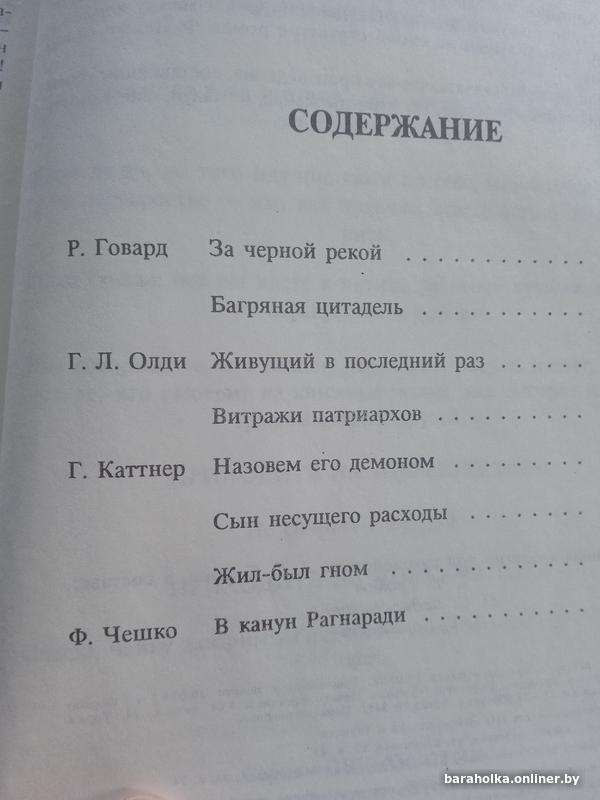 СОДЕРЖАНИЕ
Р. Говард За черной рекой . . . . . . . . . . . .
Багряная цитадель . . . . . . . . . . .
Г. Л. Олди Живущий в последний раз . . . . . .
Витражи патриархов . . . . . . . . . .
Г. Каттнер Назовем его демоном . . . . . . . . .
Сын несущего расходы . . . . . . . .
Жил-был гном . . . . . . . . . . . . .
Ф. Чешко В канун Рагнаради . . . . . . . . . . .
baraholka.onliner.by